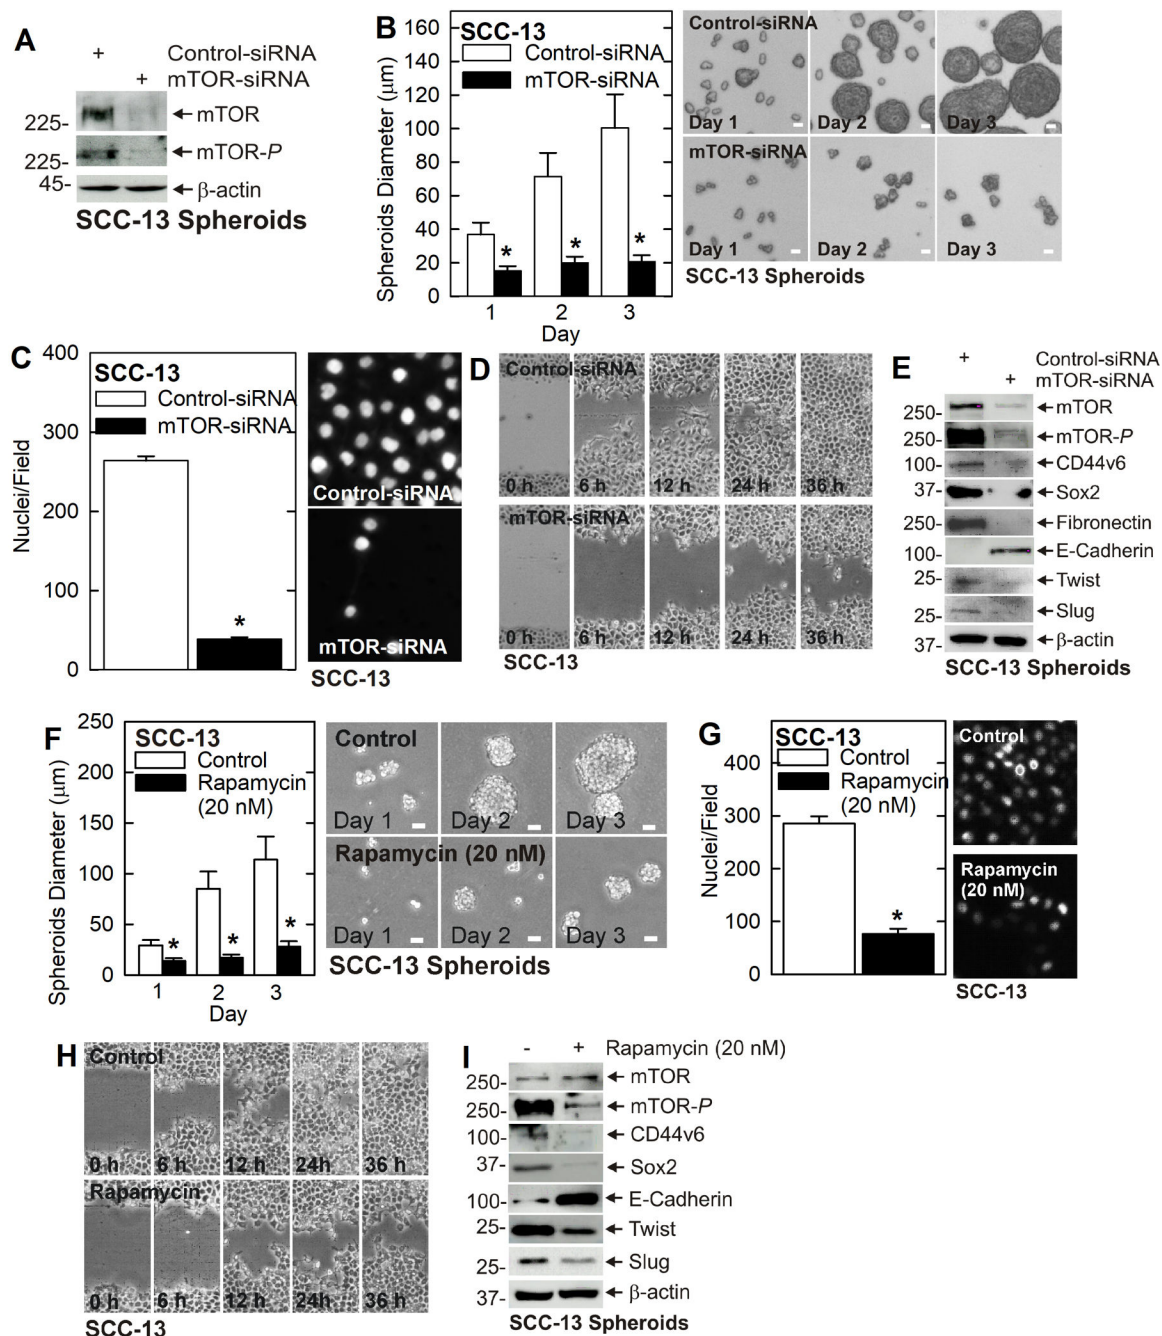 A
+ Control-siRNA
+ mTOR-siRNA
225- mTOR
225- mTOR-P
45- β-actin
SCC-13 Spheroids
B
Spheroids Diameter (μm)
160
140
120
100
80
60
40
20
0
SCC-13
Control-siRNA
mTOR-siRNA
* * *
1 2 3
Day
Control-siRNA
Day 1 Day 2 Day 3
mTOR-siRNA
Day 1 Day 2 Day 3
SCC-13 Spheroids
C
Nuclei/Field
400
300
200
100
0
SCC-13
Control-siRNA
mTOR-siRNA
*
Control-siRNA
mTOR-siRNA
SCC-13
D
Control-siRNA
0 h 6 h 12 h 24 h 36 h
mTOR-siRNA
0 h 6 h 12 h 24 h 36 h
SCC-13
E
+ Control-siRNA
+ mTOR-siRNA
250- mTOR
250- mTOR-P
100- CD44v6
37- Sox2
250- Fibronectin
100- E-Cadherin
25- Twist
25- Slug
37- β-actin
SCC-13 Spheroids
F
Spheroids Diameter (μm)
250
200
150
100
50
0
SCC-13
Control
Rapamycin
(20 nM)
* * *
1 2 3
Day
Control
Day 1 Day 2 Day 3
Rapamycin (20 nM)
Day 1 Day 2 Day 3
SCC-13 Spheroids
G
Nuclei/Field
400
300
200
100
0
SCC-13
Control
Rapamycin
(20 nM)
*
Control
Rapamycin
(20 nM)
SCC-13
H
Control
0 h 6 h 12 h 24h 36 h
Rapamycin
0 h 6 h 12 h 24h 36 h
SCC-13
I
- + Rapamycin (20 nM)
250- mTOR
250- mTOR-P
100- CD44v6
37- Sox2
100- E-Cadherin
25- Twist
25- Slug
37- β-actin
SCC-13 Spheroids